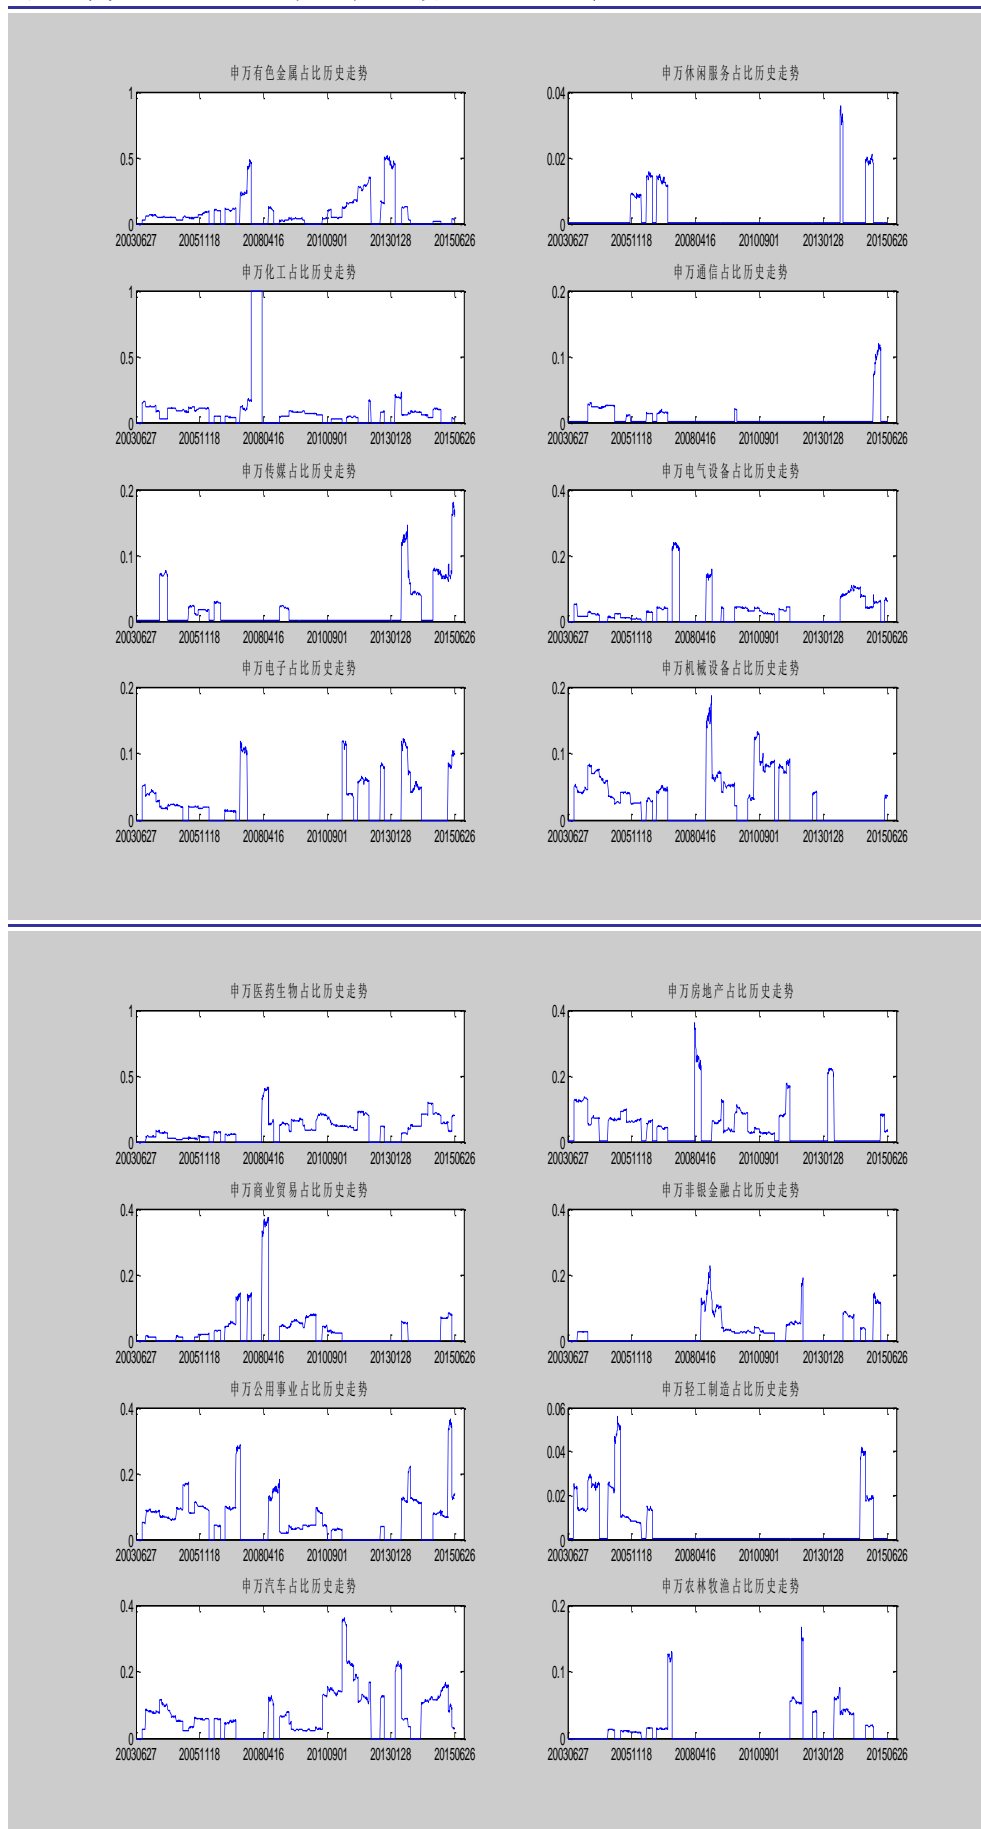 申万有色金属占比历史走势
1
0.5
0
20030627 20051118 20080416 20100901 20130128 20150626
申万休闲服务占比历史走势
0.04
0.02
0
20030627 20051118 20080416 20100901 20130128 20150626
申万化工占比历史走势
1
0.5
0
20030627 20051118 20080416 20100901 20130128 20150626
申万通信占比历史走势
0.2
0.1
0
20030627 20051118 20080416 20100901 20130128 20150626
申万传媒占比历史走势
0.2
0.1
0
20030627 20051118 20080416 20100901 20130128 20150626
申万电气设备占比历史走势
0.4
0.2
0
20030627 20051118 20080416 20100901 20130128 20150626
申万电子占比历史走势
0.2
0.1
0
20030627 20051118 20080416 20100901 20130128 20150626
申万机械设备占比历史走势
0.2
0.1
0
20030627 20051118 20080416 20100901 20130128 20150626
申万医药生物占比历史走势
1
0.5
0
20030627 20051118 20080416 20100901 20130128 20150626
申万房地产占比历史走势
0.4
0.2
0
20030627 20051118 20080416 20100901 20130128 20150626
申万商业贸易占比历史走势
0.4
0.2
0
20030627 20051118 20080416 20100901 20130128 20150626
申万非银金融占比历史走势
0.4
0.2
0
20030627 20051118 20080416 20100901 20130128 20150626
申万公用事业占比历史走势
0.4
0.2
0
20030627 20051118 20080416 20100901 20130128 20150626
申万轻工制造占比历史走势
0.06
0.04
0.02
0
20030627 20051118 20080416 20100901 20130128 20150626
申万汽车占比历史走势
0.4
0.2
0
20030627 20051118 20080416 20100901 20130128 20150626
申万农林牧渔占比历史走势
0.2
0.1
0
20030627 20051118 20080416 20100901 20130128 20150626